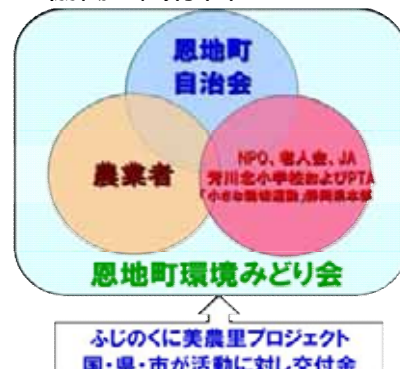 恩地町
自治会
農業者
NPO、老人会、JA
芳川北小学校およびPTA
「小さな親切運動」静岡県本部
恩地町環境みどり会
ふじのくに美農里プロジェクト
国・県・市が活動に対し交付金